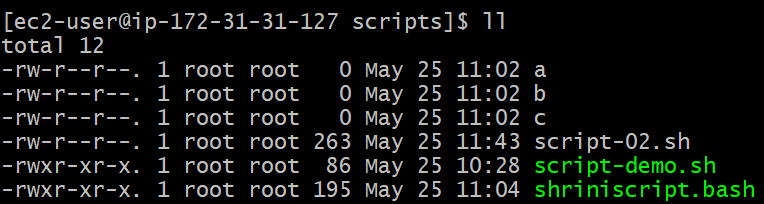 [ec2-user@ip-172-31-31-127 scripts]$ ll
total 12
-rw-r--r--. 1 root root   0 May 25 11:02 a
-rw-r--r--. 1 root root   0 May 25 11:02 b
-rw-r--r--. 1 root root   0 May 25 11:02 c
-rw-r--r--. 1 root root 263 May 25 11:43 script-02.sh
-rwxr-xr-x. 1 root root  86 May 25 10:28 script-demo.sh
-rwxr-xr-x. 1 root root 195 May 25 11:04 shriniscript.bash